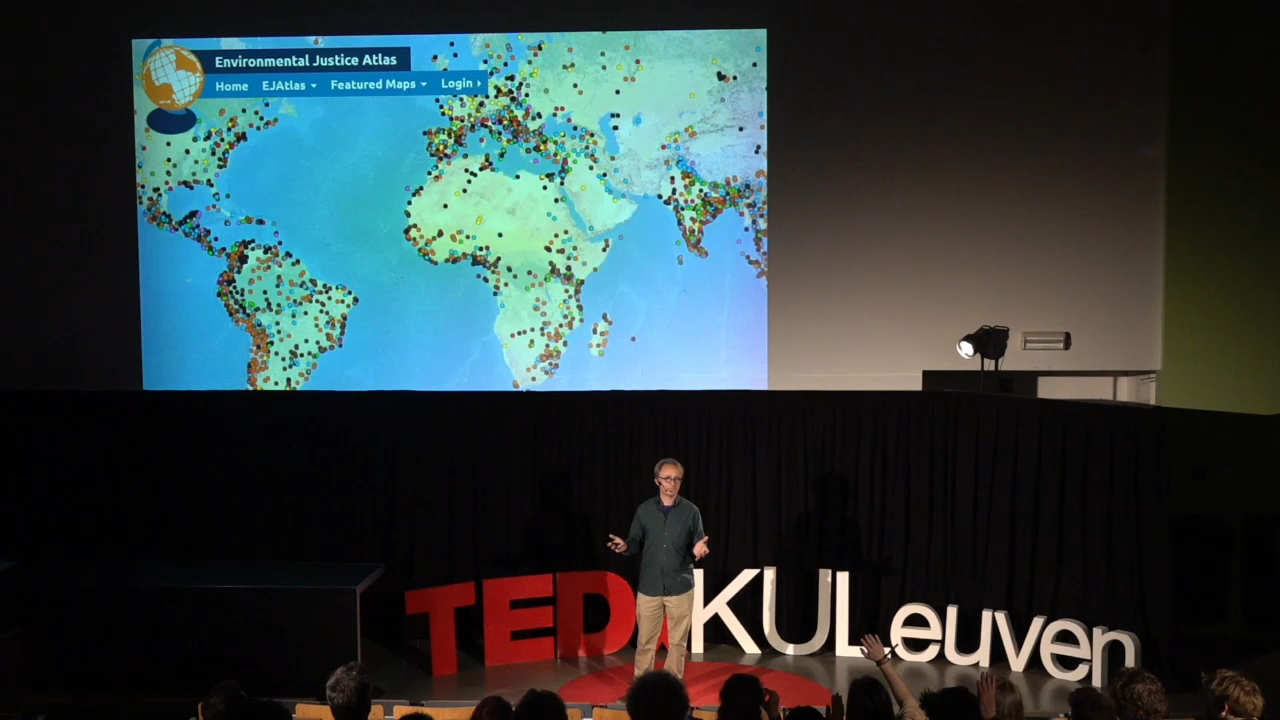 Environmental Justice Atlas
Home EJAtlas Featured Maps Login
TEDxKULeuven